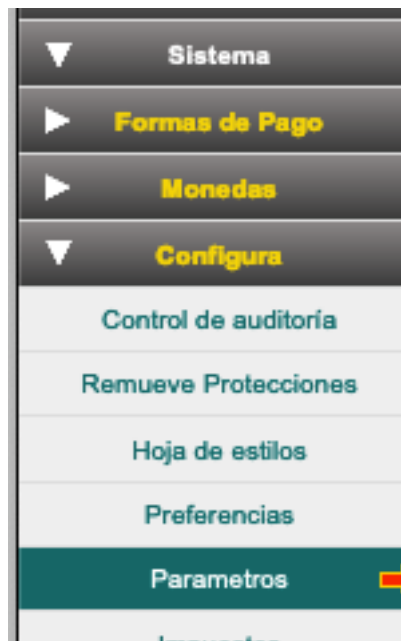 Sistema
Formas de Pago
Monedas
Configura
Control de auditoría
Remueve Protecciones
Hoja de estilos
Preferencias
Parametros